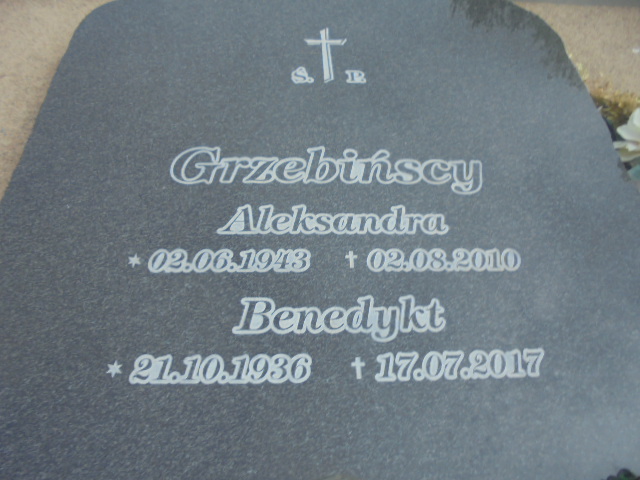 Ś. P.
Grzebińscy
Aleksandra
* 02.06.1943 † 02.08.2010
Benedykt
* 21.10.1936 † 17.07.2017